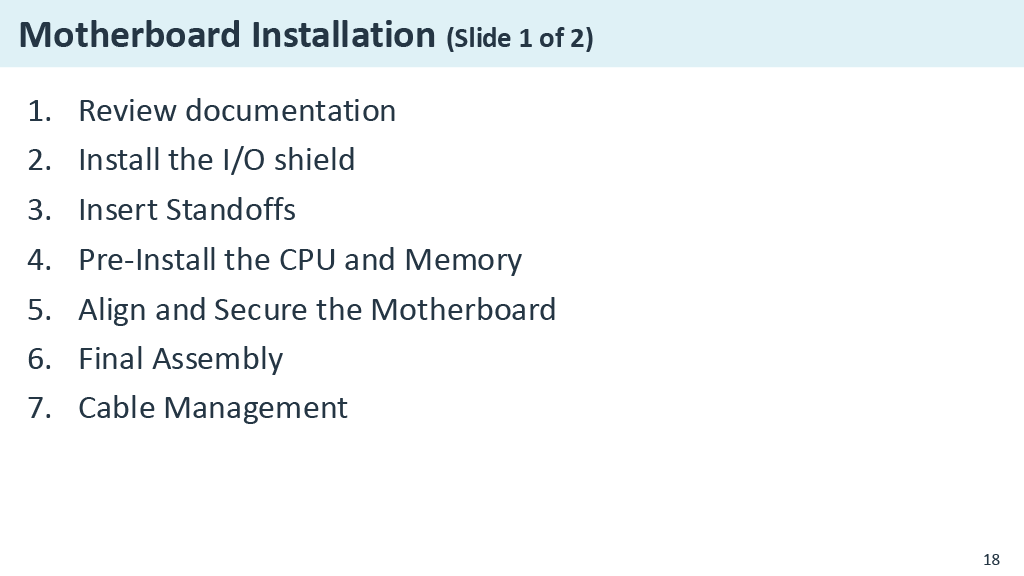 Motherboard Installation (Slide 1 of 2)
1. Review documentation
2. Install the I/O shield
3. Insert Standoffs
4. Pre-Install the CPU and Memory
5. Align and Secure the Motherboard
6. Final Assembly
7. Cable Management
18